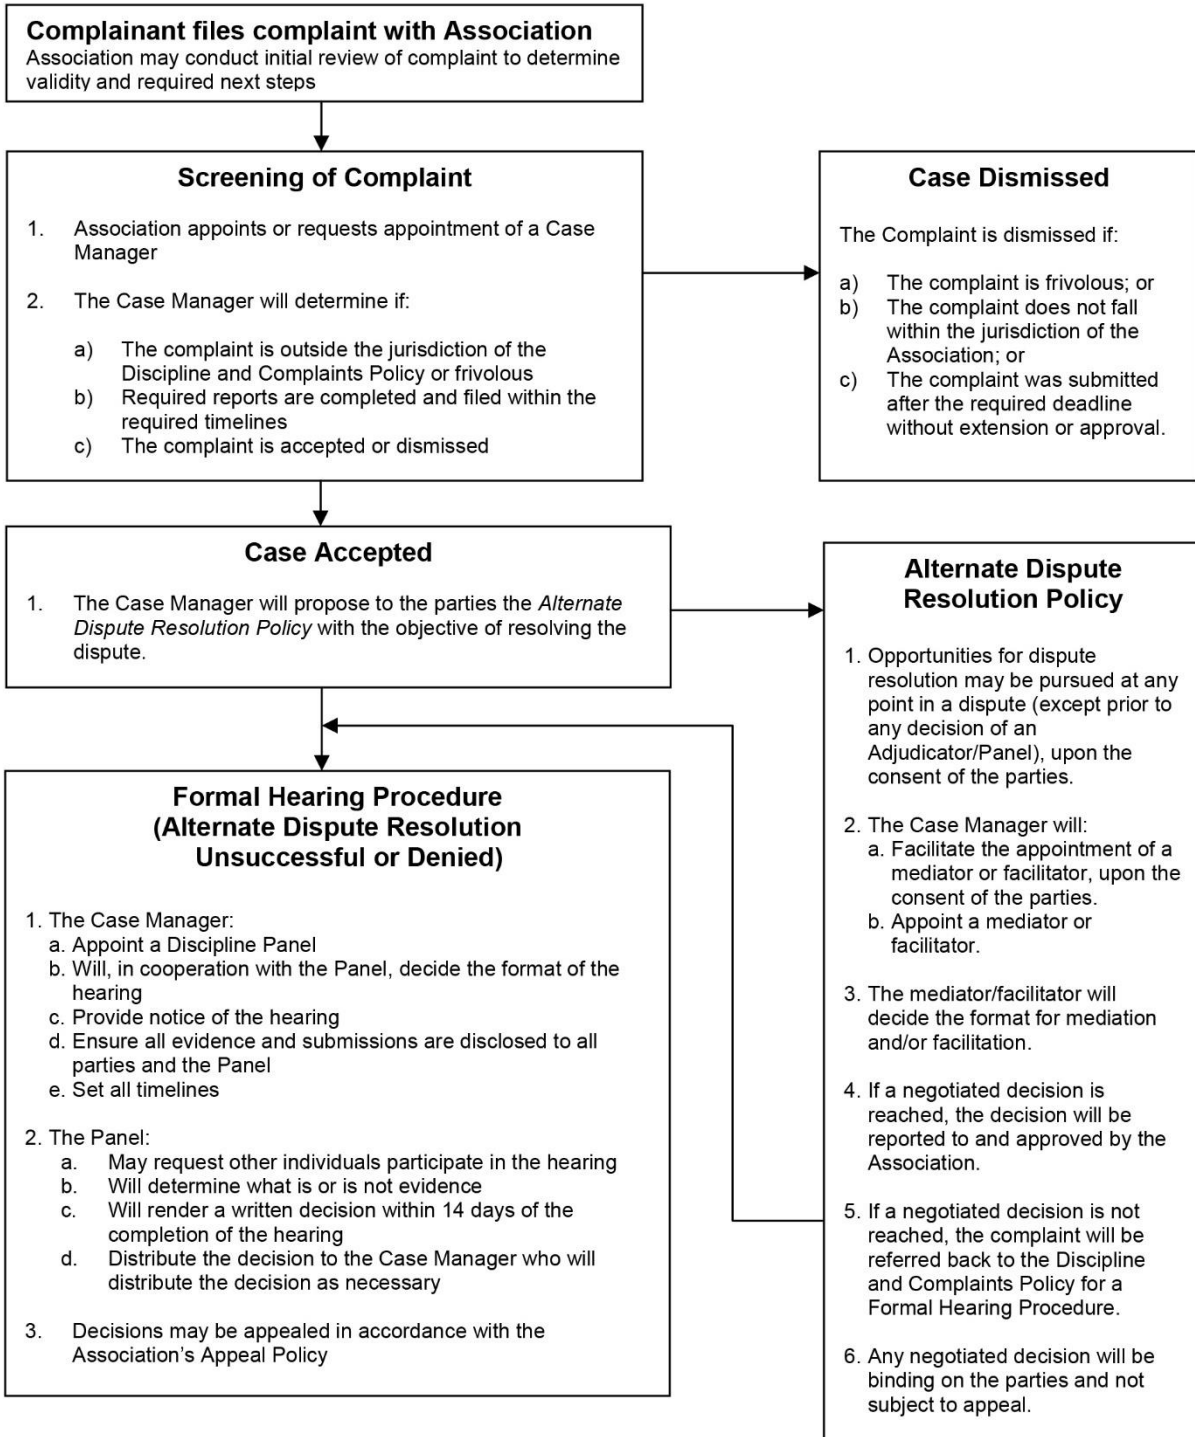 Complainant files complaint with Association
Association may conduct initial review of complaint to determine
validity and required next steps
Screening of Complaint
1. Association appoints or requests appointment of a Case
Manager
2. The Case Manager will determine if:
a) The complaint is outside the jurisdiction of the
Discipline and Complaints Policy or frivolous
b) Required reports are completed and filed within the
required timelines
c) The complaint is accepted or dismissed
Case Dismissed
The Complaint is dismissed if:
a) The complaint is frivolous; or
b) The complaint does not fall
within the jurisdiction of the
Association; or
c) The complaint was submitted
after the required deadline
without extension or approval.
Case Accepted
1. The Case Manager will propose to the parties the Alternate
Dispute Resolution Policy with the objective of resolving the
dispute.
Alternate Dispute
Resolution Policy
1. Opportunities for dispute
resolution may be pursued at any
point in a dispute (except prior to
any decision of an
Adjudicator/Panel), upon the
consent of the parties.
2. The Case Manager will:
a. Facilitate the appointment of a
mediator or facilitator, upon the
consent of the parties.
b. Appoint a mediator or
facilitator.
3. The mediator/facilitator will
decide the format for mediation
and/or facilitation.
4. If a negotiated decision is
reached, the decision will be
reported to and approved by the
Association.
5. If a negotiated decision is not
reached, the complaint will be
referred back to the Discipline
and Complaints Policy for a
Formal Hearing Procedure.
6. Any negotiated decision will be
binding on the parties and not
subject to appeal.
Formal Hearing Procedure
(Alternate Dispute Resolution
Unsuccessful or Denied)
1. The Case Manager:
a. Appoint a Discipline Panel
b. Will, in cooperation with the Panel, decide the format of the
hearing
c. Provide notice of the hearing
d. Ensure all evidence and submissions are disclosed to all
parties and the Panel
e. Set all timelines
2. The Panel:
a. May request other individuals participate in the hearing
b. Will determine what is or is not evidence
c. Will render a written decision within 14 days of the
completion of the hearing
d. Distribute the decision to the Case Manager who will
distribute the decision as necessary
3. Decisions may be appealed in accordance with the
Association's Appeal Policy